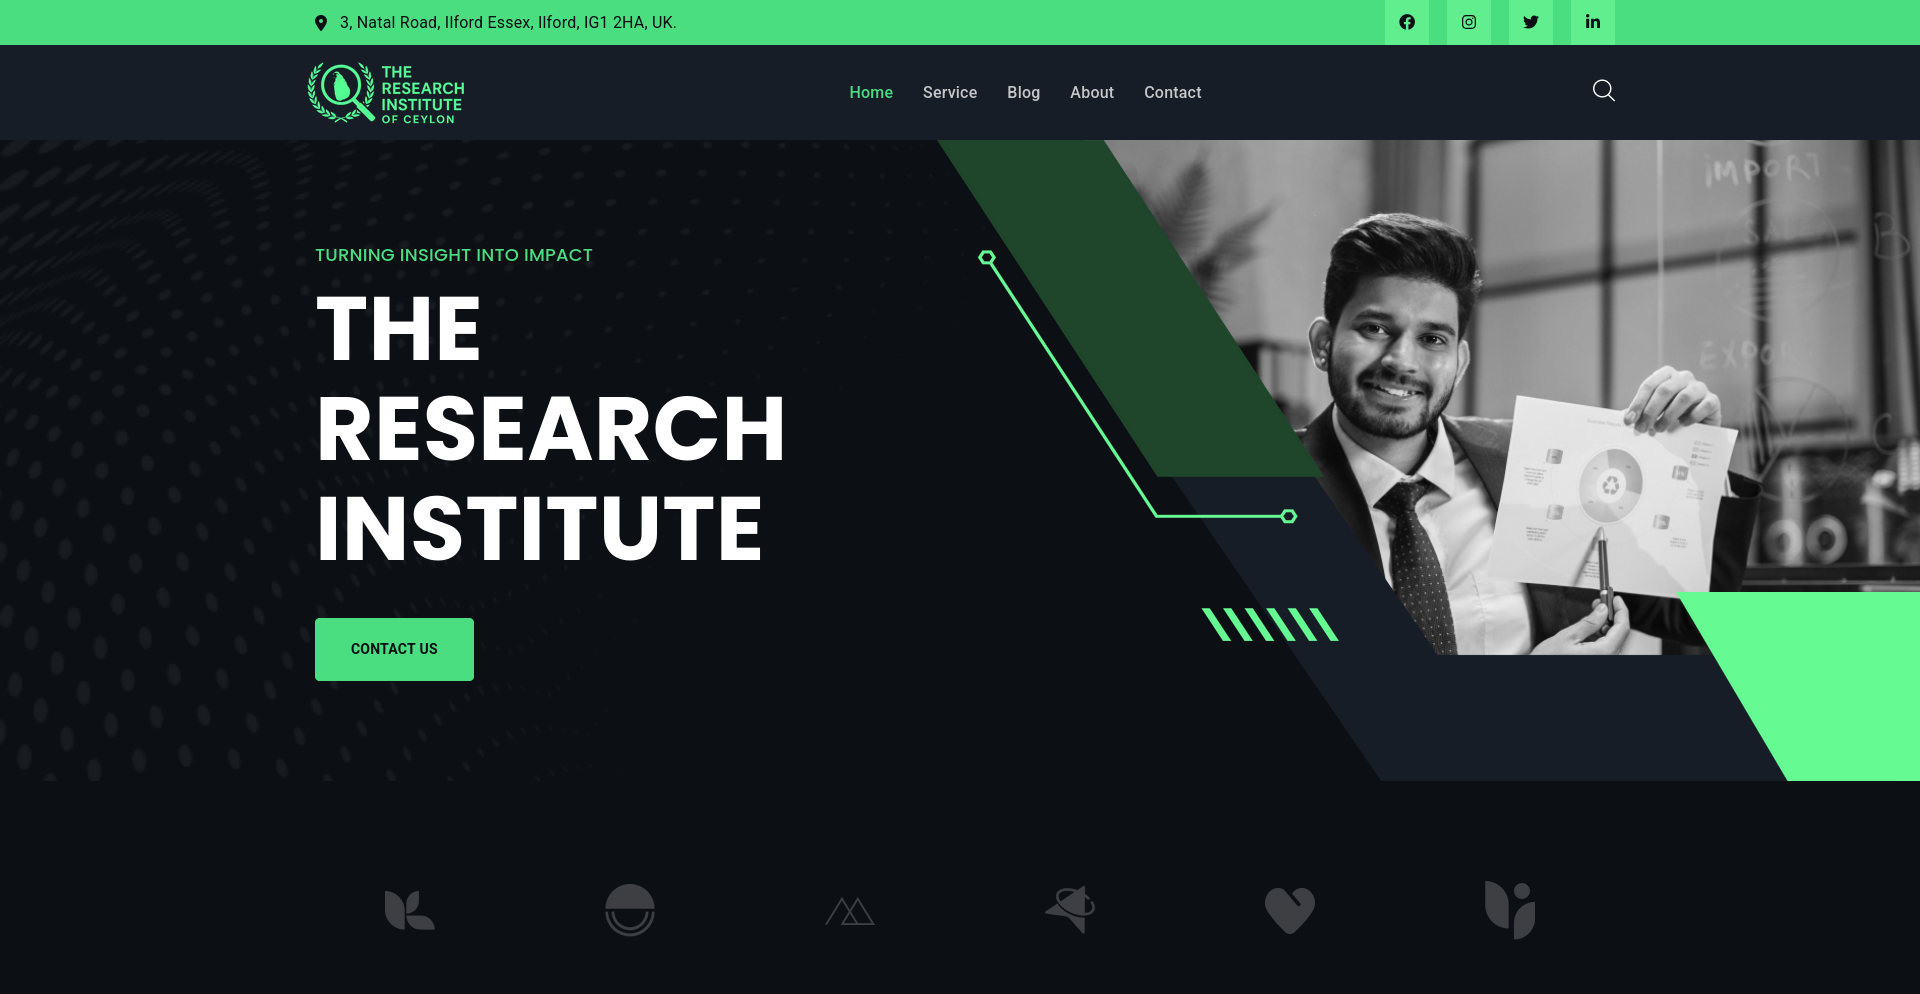 3, Natal Road, Ilford Essex, Ilford, IG1 2HA, UK.
THE
RESEARCH
INSTITUTE
OF CEYLON
Home Service Blog About Contact
IMPORT
TURNING INSIGHT INTO IMPACT
THE
RESEARCH
INSTITUTE
CONTACT US